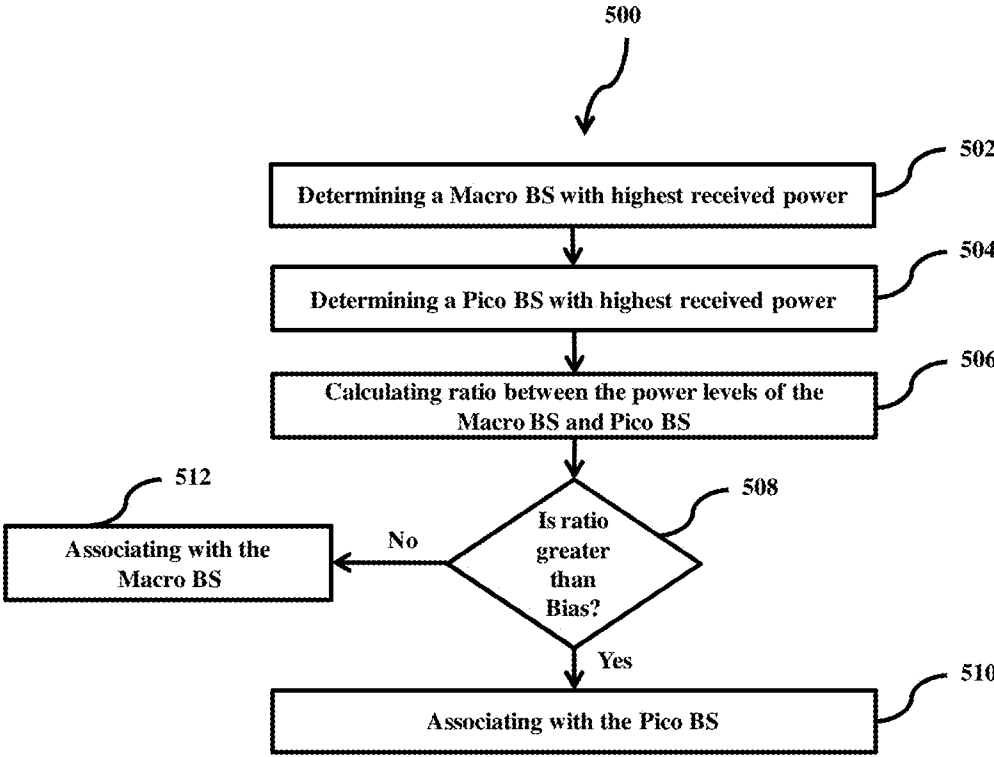 500
502
Determining a Macro BS with highest received power
504
Determining a Pico BS with highest received power
506
Calculating ratio between the power levels of the
Macro BS and Pico BS
512
508
Is ratio
greater
than
Bias?
No
Associating with the
Macro BS
Yes
510
Associating with the Pico BS